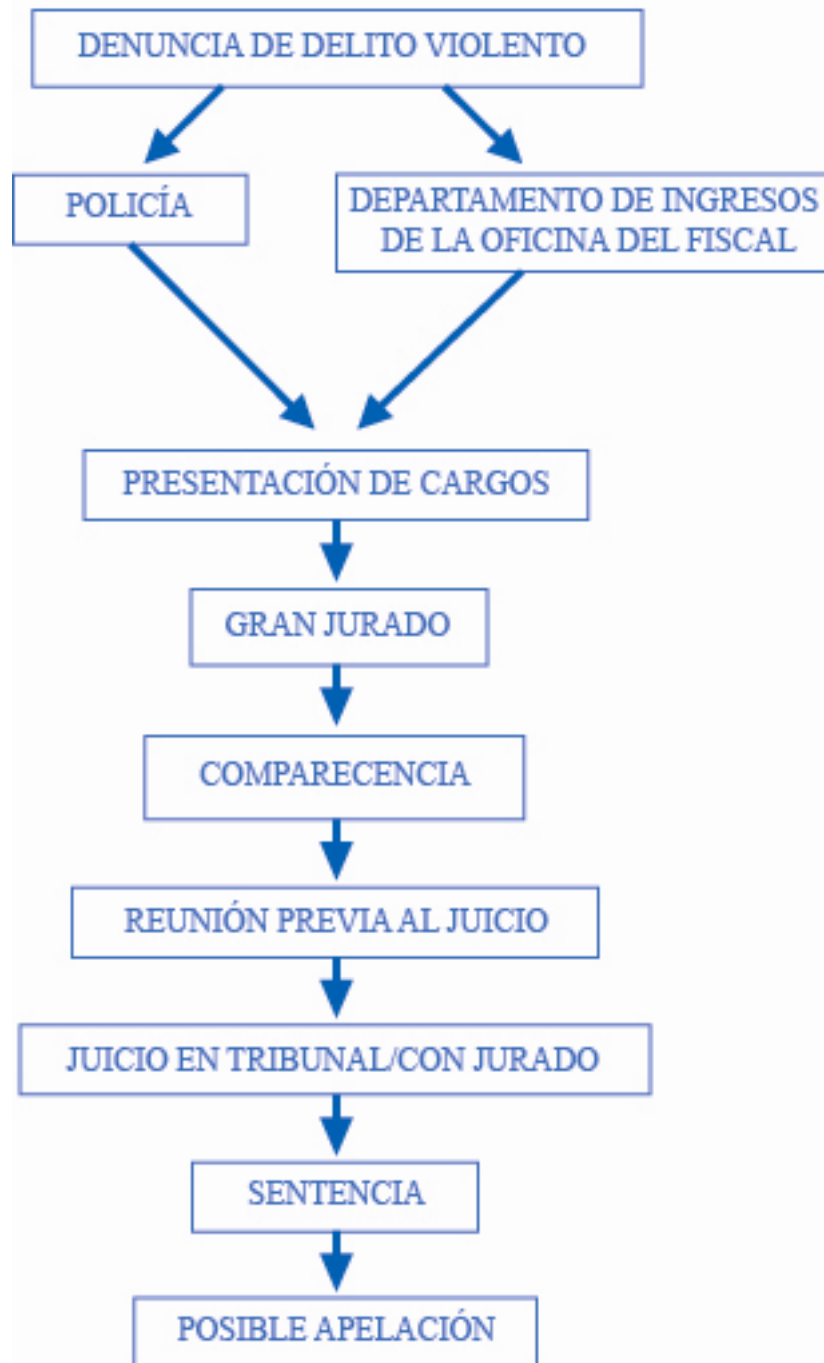 DENUNCIA DE DELITO VIOLENTO
POLICÍA
DEPARTAMENTO DE INGRESOS
DE LA OFICINA DEL FISCAL
PRESENTACIÓN DE CARGOS
GRAN JURADO
COMPARECENCIA
REUNIÓN PREVIA AL JUICIO
JUICIO EN TRIBUNAL/CON JURADO
SENTENCIA
POSIBLE APELACIÓN